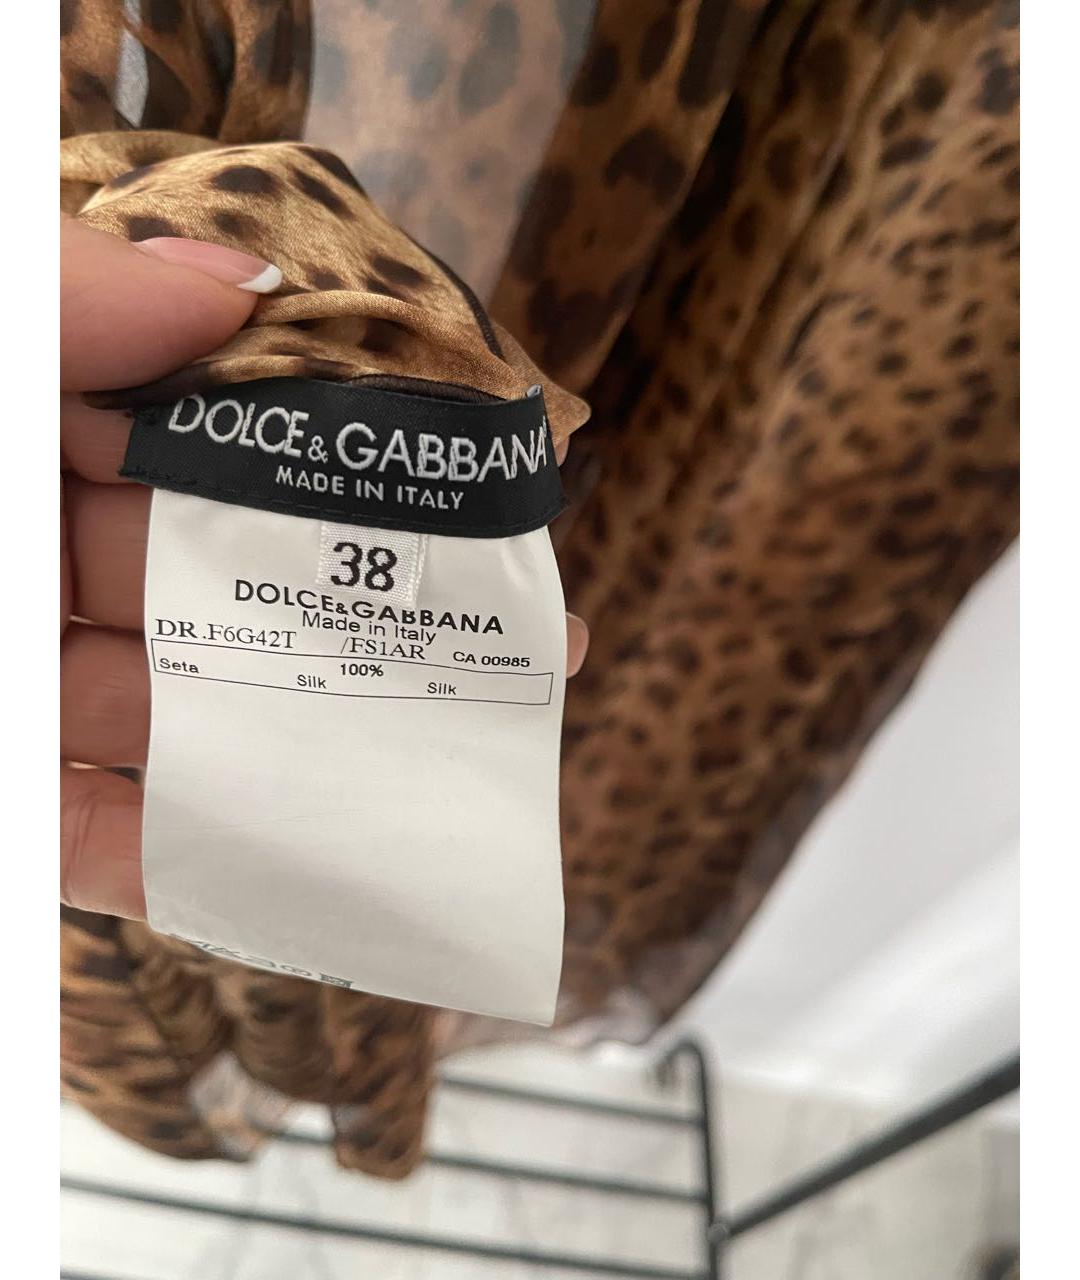 DOLCE & GABBANA
MADE IN ITALY
38
DOLCE&GABBANA
Made in Italy
DR.F6G42T /FS1AR CA 00985
Seta 100%
Silk Silk